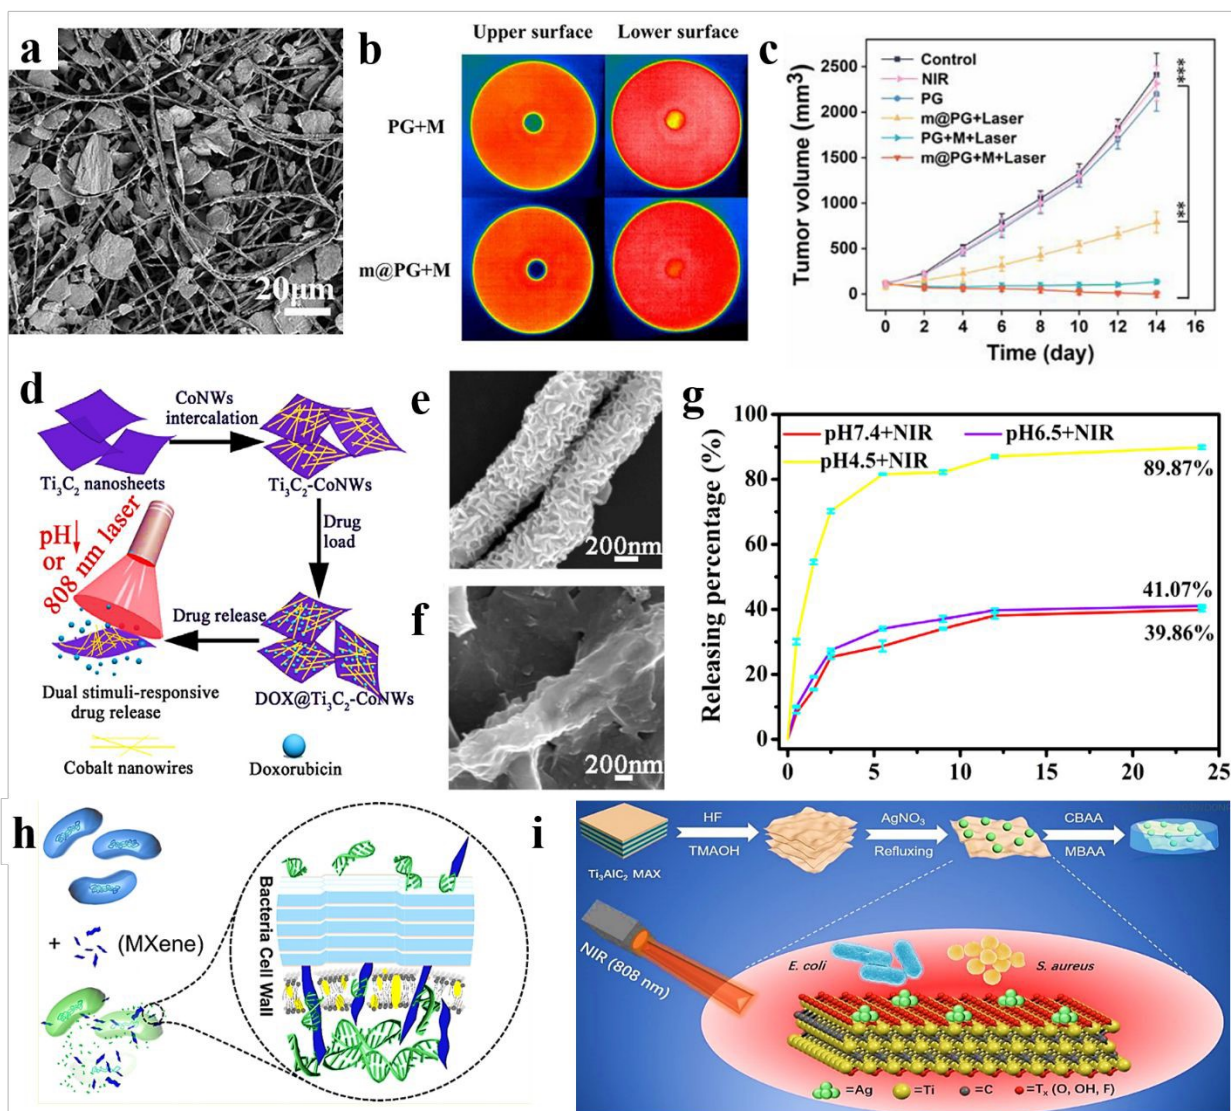 a
20μm
b
Upper surface
Lower surface
PG+M
m@PG+M
c
Tumor volume (mm³)
2500
2000
1500
1000
500
0
Control
NIR
PG
m@PG+Laser
PG+M+Laser
m@PG+M+Laser
***
**
0 2 4 6 8 10 12 14 16
Time (day)
d
CoNWs
intercalation
Ti₃C₂ nanosheets
Ti₃C₂-CoNWs
Drug
load
pH↓
or
808 nm laser
Drug release
Dual stimuli-responsive
drug release
DOX@Ti₃C₂-CoNWs
Cobalt nanowires
Doxorubicin
e
200nm
f
200nm
g
Releasing percentage (%)
100
80
60
40
20
0
pH7.4+NIR
pH6.5+NIR
pH4.5+NIR
89.87%
41.07%
39.86%
0 5 10 15 20 25
h
+ (MXene)
Bacteria Cell Wall
i
HF
TMAOH
AgNO₃
Refluxing
CBAA
MBAA
Ti₃AlC₂ MAX
NIR (808 nm)
E. coli
S. aureus
=Ag =Ti =C =Tₓ (O, OH, F)